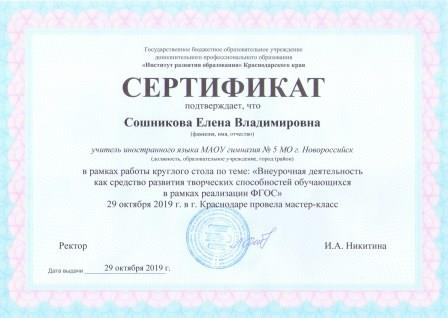 Государственное бюджетное образовательное учреждение
дополнительного профессионального образования
«Институт развития образования» Краснодарского края
СЕРТИФИКАТ
подтверждает, что
Сошникова Елена Владимировна
(фамилия, имя, отчество)
учитель иностранного языка МАОУ гимназия № 5 МО г. Новороссийск
(должность, образовательное учреждение, город (район)
в рамках работы круглого стола по теме: «Внеурочная деятельность
как средство развития творческих способностей обучающихся
в рамках реализации ФГОС»
29 октября 2019 г. в г. Краснодаре провела мастер-класс
Ректор И.А. Никитина
Дата выдачи 29 октября 2019 г.